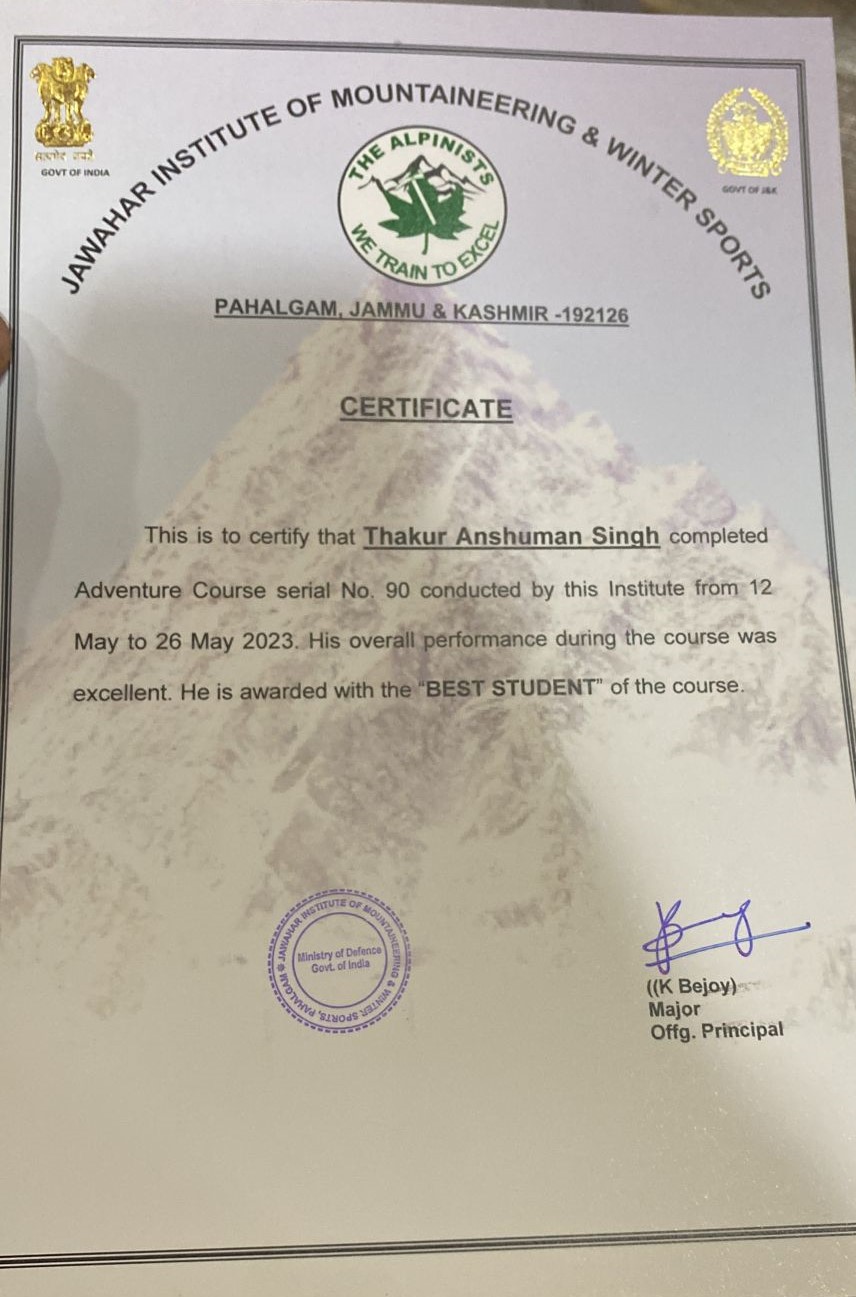 सत्यमेव जयते
GOVT OF INDIA
JAWAHAR INSTITUTE OF MOUNTAINEERING & WINTER SPORTS
GOVT OF J&K
THE ALPINISTS
WE TRAIN TO EXCEL
PAHALGAM, JAMMU & KASHMIR -192126
CERTIFICATE
This is to certify that Thakur Anshuman Singh completed
Adventure Course serial No. 90 conducted by this Institute from 12
May to 26 May 2023. His overall performance during the course was
excellent. He is awarded with the “BEST STUDENT” of the course.
JAWAHAR INSTITUTE OF MOUNTAINEERING & WINTER SPORTS, PAHALGAM
Ministry of Defence
Govt. of India
((K Bejoy)
Major
Offg. Principal